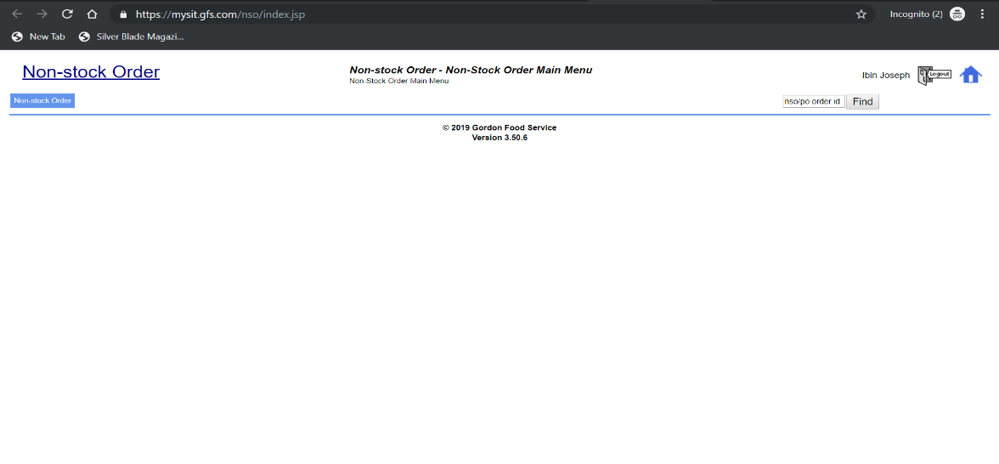 https://mysit.gfs.com/nso/index.jsp
Incognito (2)
New Tab
Silver Blade Magazi...
Non-stock Order
Non-stock Order - Non-Stock Order Main Menu
Non-Stock Order Main Menu
Ibin Joseph
Logout
Non-stock Order
nso/po order id
Find
© 2019 Gordon Food Service
Version 3.50.6